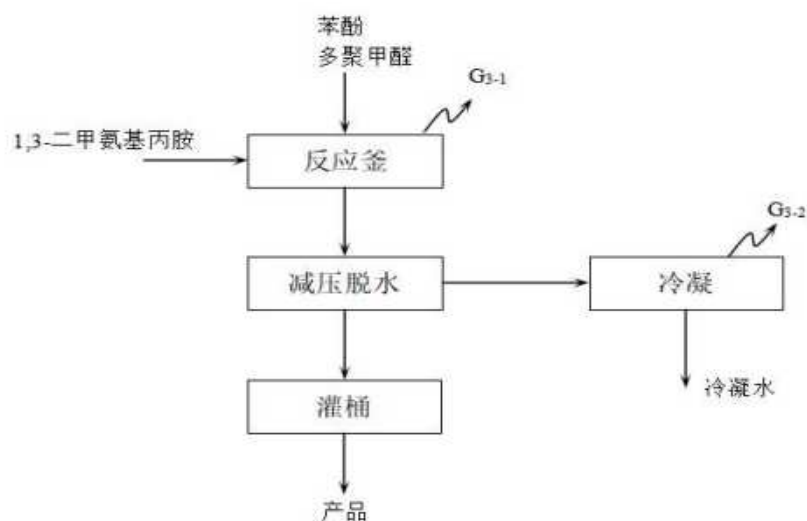 苯酚
多聚甲醛
G3-1
1,3-二甲氨基丙胺
反应釜
G3-2
减压脱水
冷凝
灌桶
冷凝水
产品